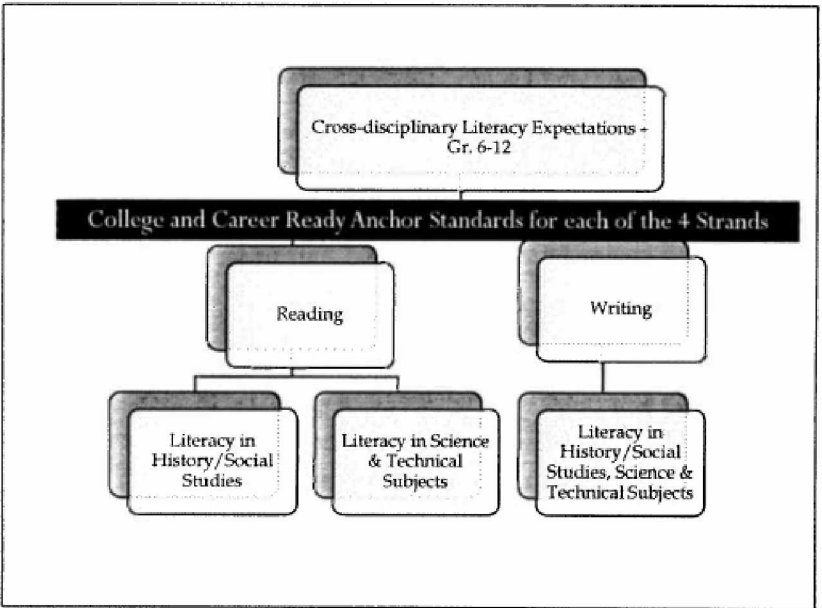 Cross-disciplinary Literacy Expectations -
Gr. 6-12
College and Career Ready Anchor Standards for each of the 4 Strands
Reading
Writing
Literacy in
History/Social
Studies
Literacy in Science
& Technical
Subjects
Literacy in
History/Social
Studies, Science &
Technical Subjects